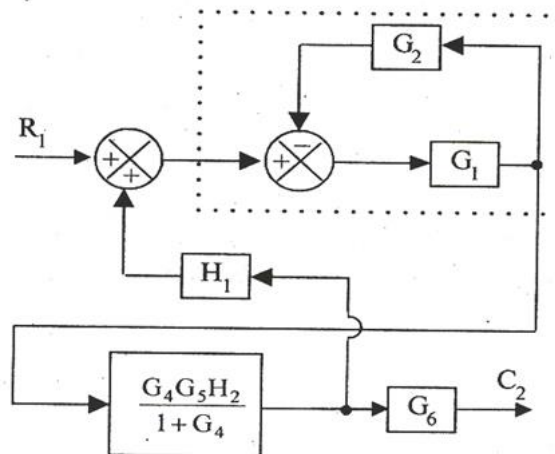 G₂
R₁
+ +
+ −
G₁
H₁
G₄G₅H₂
1 + G₄
G₆
C₂